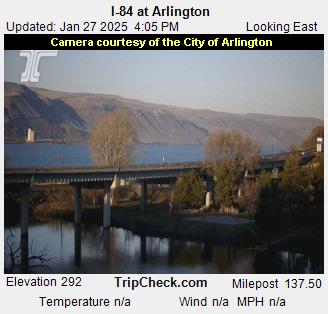 I-84 at Arlington
Updated: Jan 27 2025 4:05 PM Looking East
Camera courtesy of the City of Arlington
Elevation 292 TripCheck.com Milepost 137.50
Temperature n/a Wind n/a MPH n/a